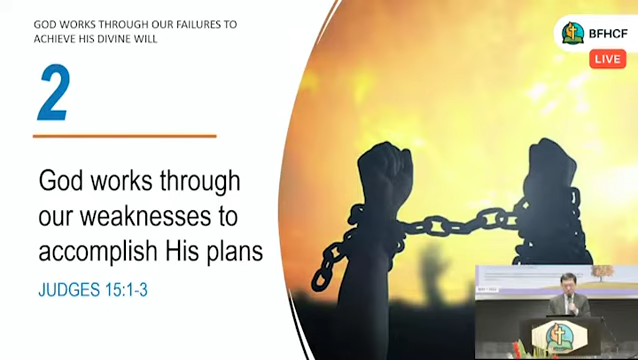 GOD WORKS THROUGH OUR FAILURES TO
ACHIEVE HIS DIVINE WILL
BFHCF
LIVE
2
God works through
our weaknesses to
accomplish His plans
JUDGES 15:1-3